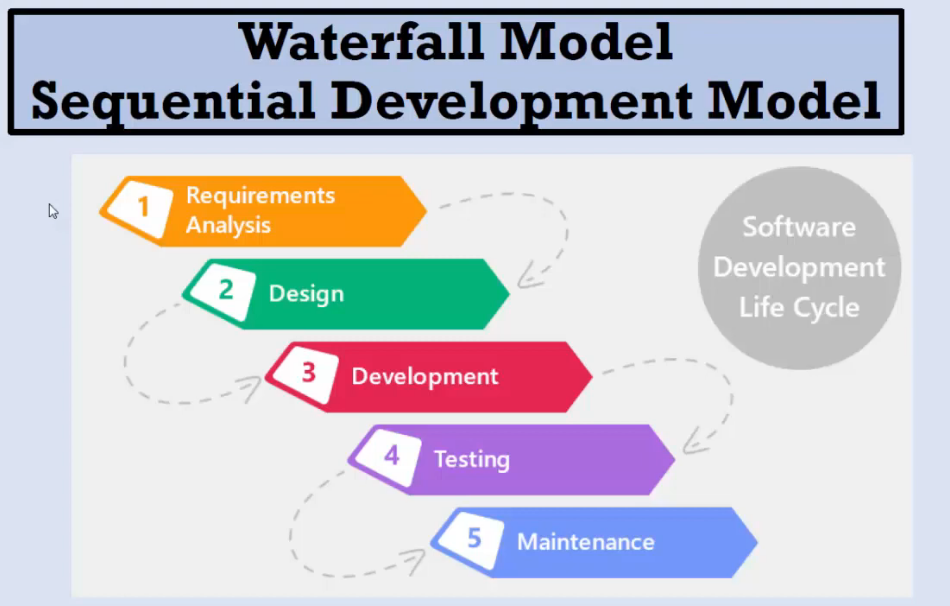 Waterfall Model
Sequential Development Model
1
Requirements
Analysis
2
Design
3
Development
4
Testing
5
Maintenance
Software
Development
Life Cycle